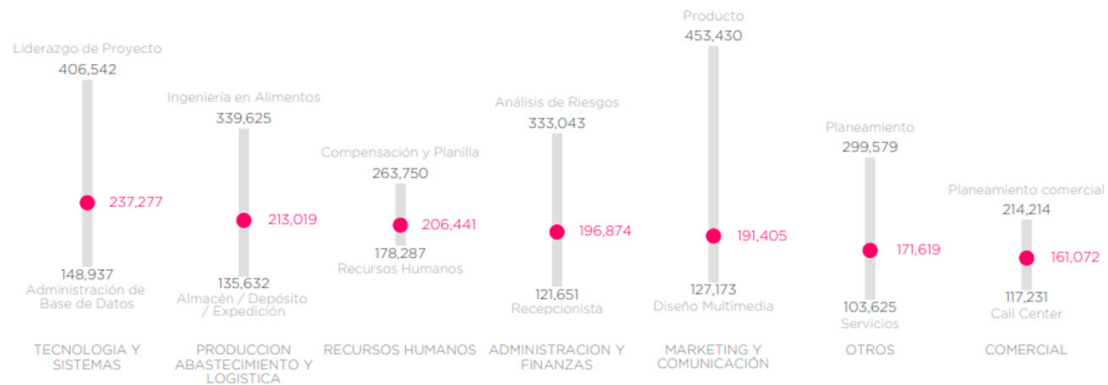 Liderazgo de Proyecto
406,542
237,277
148,937
Administración de
Base de Datos
TECNOLOGIA Y
SISTEMAS
Ingeniería en Alimentos
339,625
213,019
135,632
Almacén / Depósito
/ Expedición
PRODUCCION
ABASTECIMIENTO Y
LOGISTICA
Compensación y Planilla
263,750
206,441
178,287
Recursos Humanos
RECURSOS HUMANOS
Análisis de Riesgos
333,043
196,874
121,651
Recepcionista
ADMINISTRACION Y
FINANZAS
Producto
453,430
191,405
127,173
Diseño Multimedia
MARKETING Y
COMUNICACIÓN
Planeamiento
299,579
171,619
103,625
Servicios
OTROS
Planeamiento comercial
214,214
161,072
117,231
Call Center
COMERCIAL